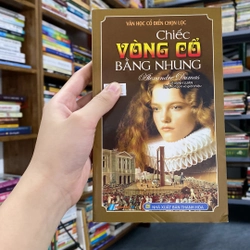 VĂN HỌC CỔ ĐIỂN CHỌN LỌC
Chiếc
VÒNG CỔ
BẰNG NHUNG
Alexandre Dumas
NHÀ XUẤT BẢN THANH HÓA